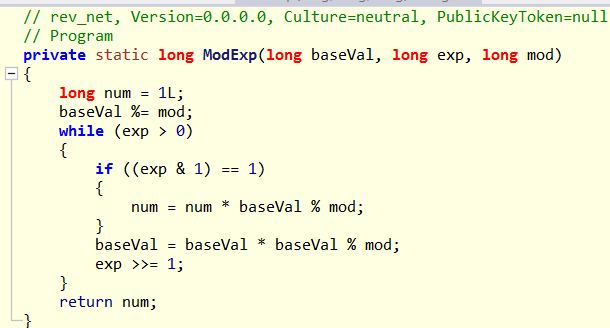 // rev_net, Version=0.0.0.0, Culture=neutral, PublicKeyToken=null
// Program
private static long ModExp(long baseVal, long exp, long mod)
{
long num = 1L;
baseVal %= mod;
while (exp > 0)
{
if ((exp & 1) == 1)
{
num = num * baseVal % mod;
}
baseVal = baseVal * baseVal % mod;
exp >>= 1;
}
return num;
}